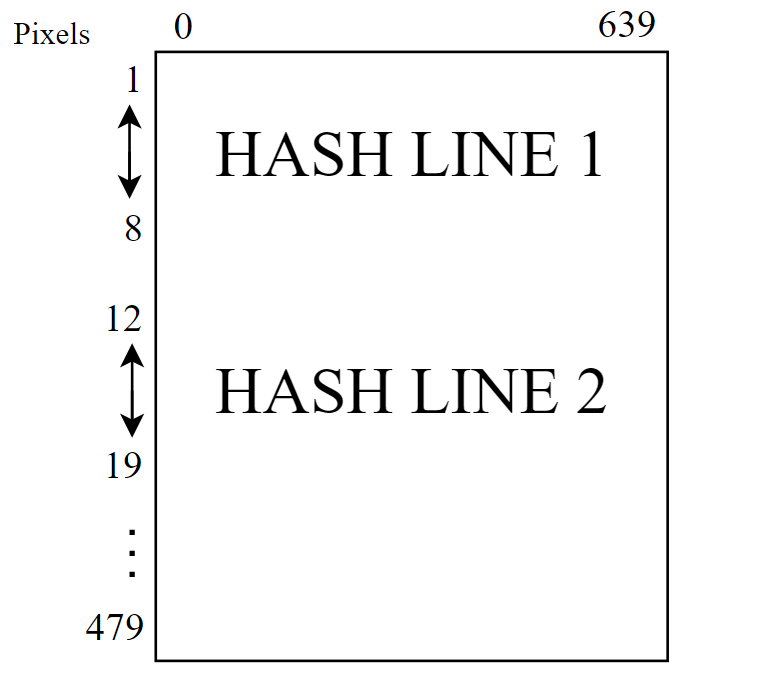 Pixels 0 639
1
HASH LINE 1
8
12
HASH LINE 2
19
⋮
479